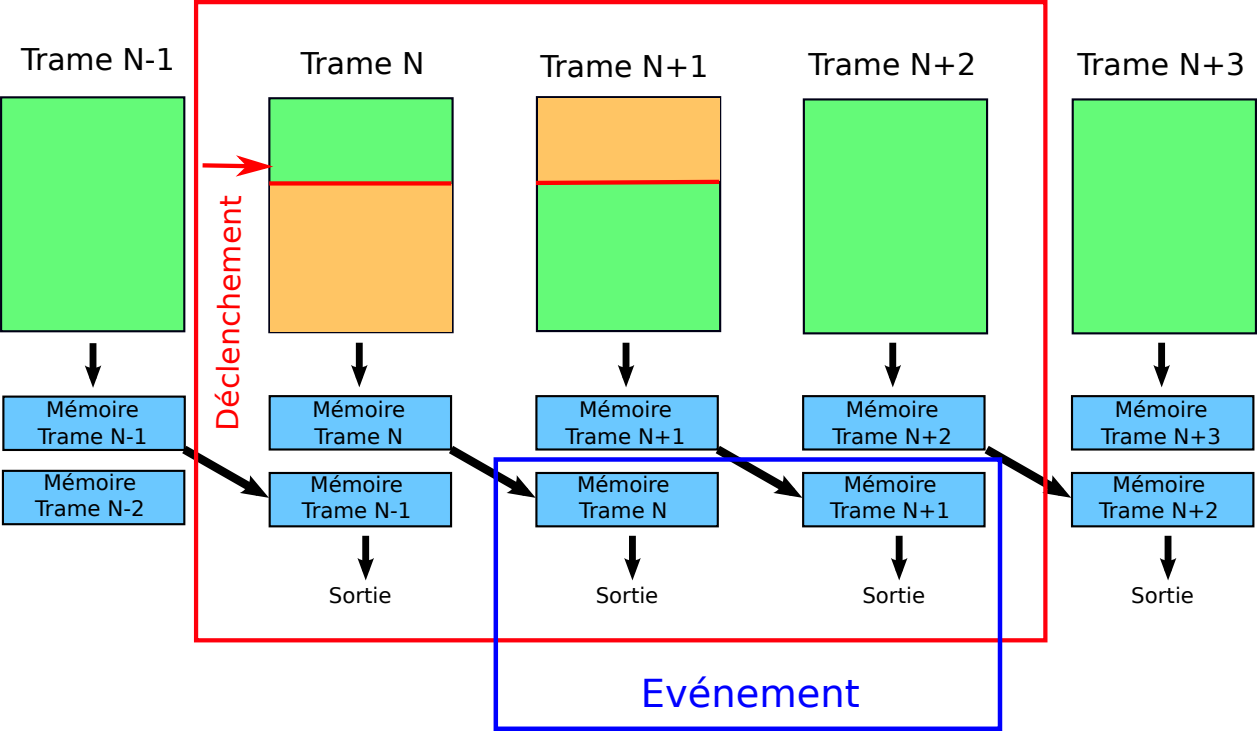 Trame N-1
Trame N
Trame N+1
Trame N+2
Trame N+3
Déclenchement
Mémoire
Trame N-1
Mémoire
Trame N
Mémoire
Trame N+1
Mémoire
Trame N+2
Mémoire
Trame N+3
Mémoire
Trame N-2
Mémoire
Trame N-1
Mémoire
Trame N
Mémoire
Trame N+1
Mémoire
Trame N+2
Sortie
Sortie
Sortie
Sortie
Evénement